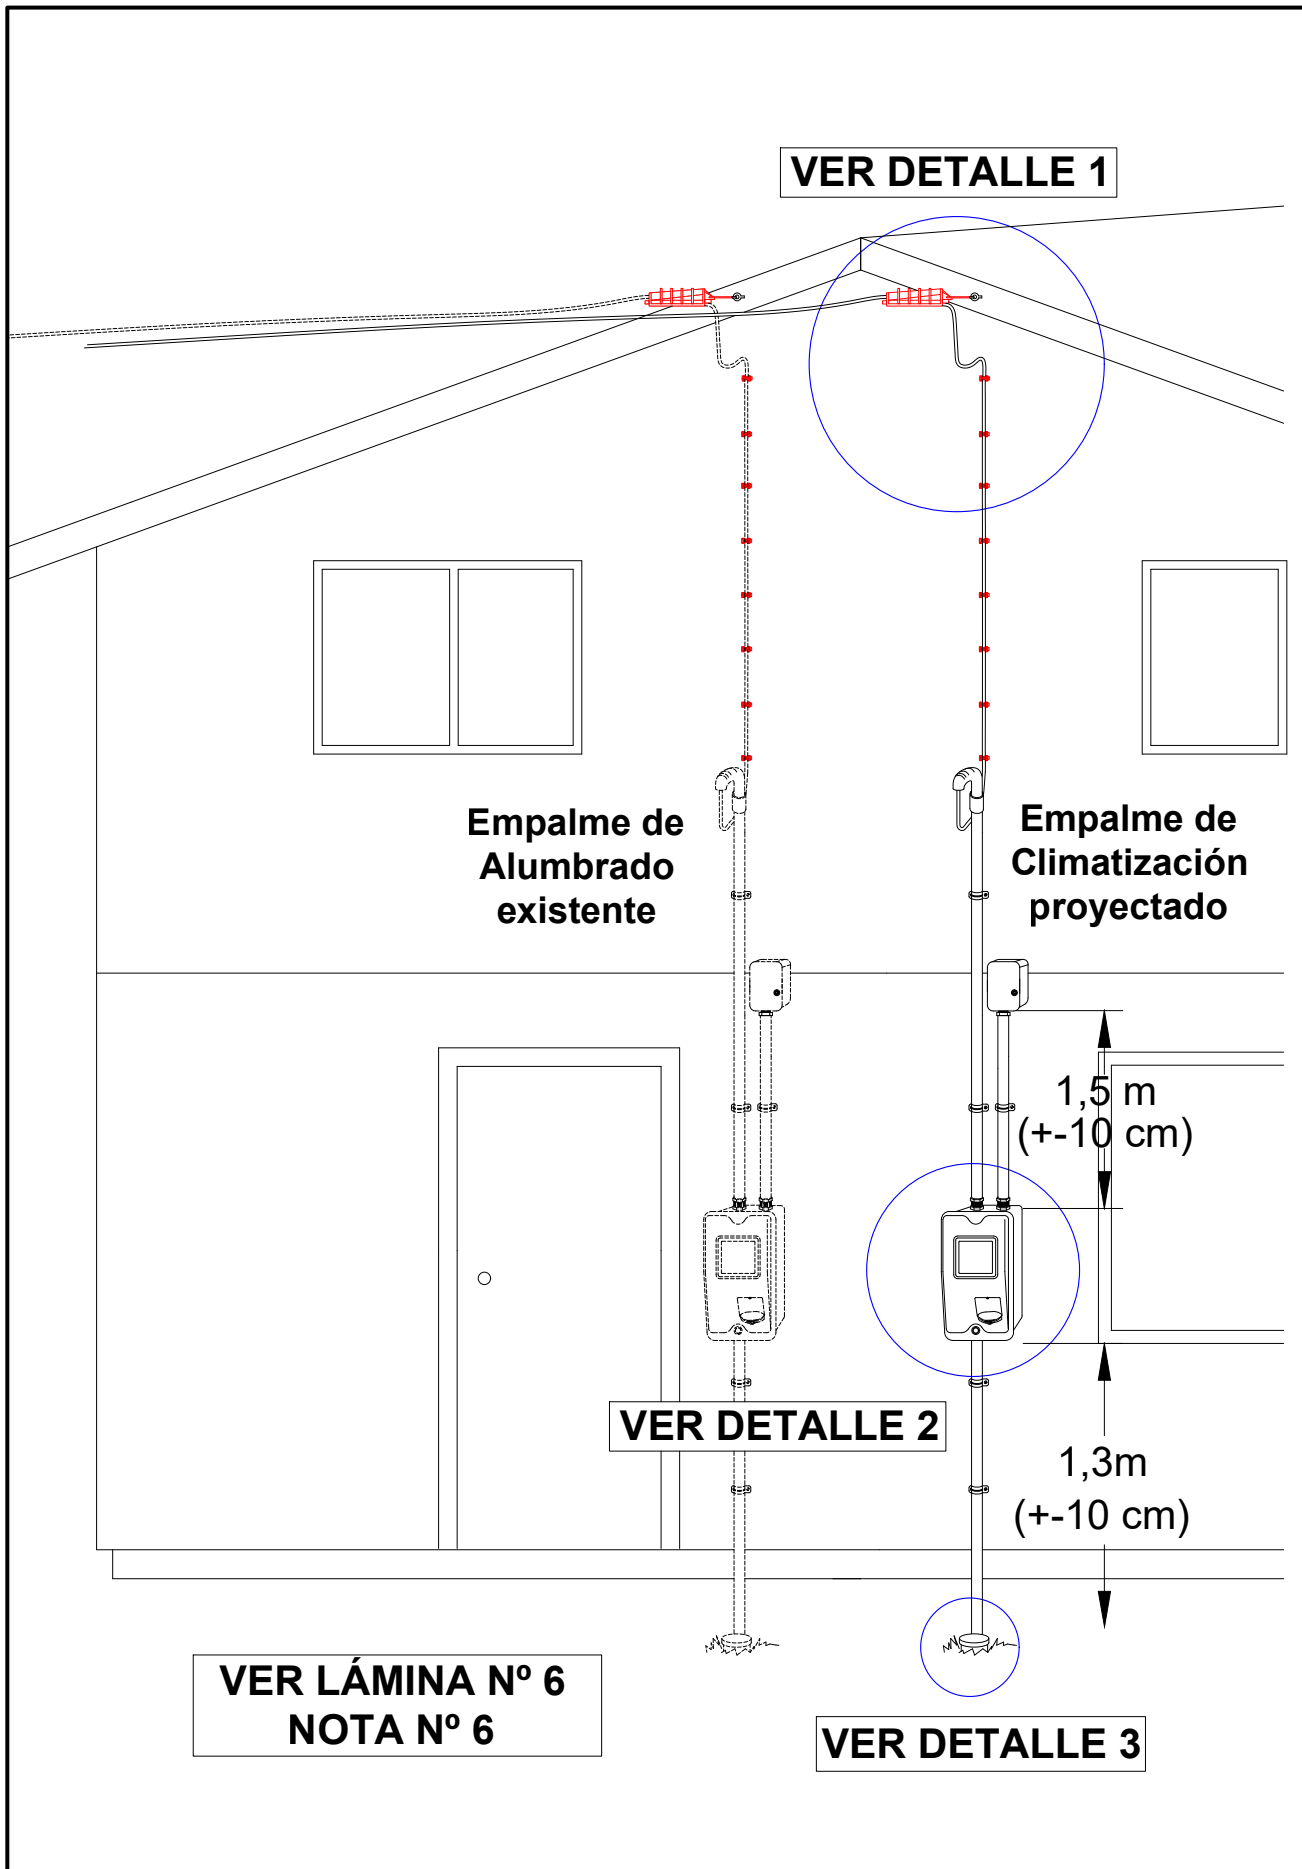 VER DETALLE 1
Empalme de
Alumbrado
existente
Empalme de
Climatización
proyectado
1,5 m
(+-10 cm)
VER DETALLE 2
1,3m
(+-10 cm)
VER LÁMINA Nº 6
NOTA Nº 6
VER DETALLE 3